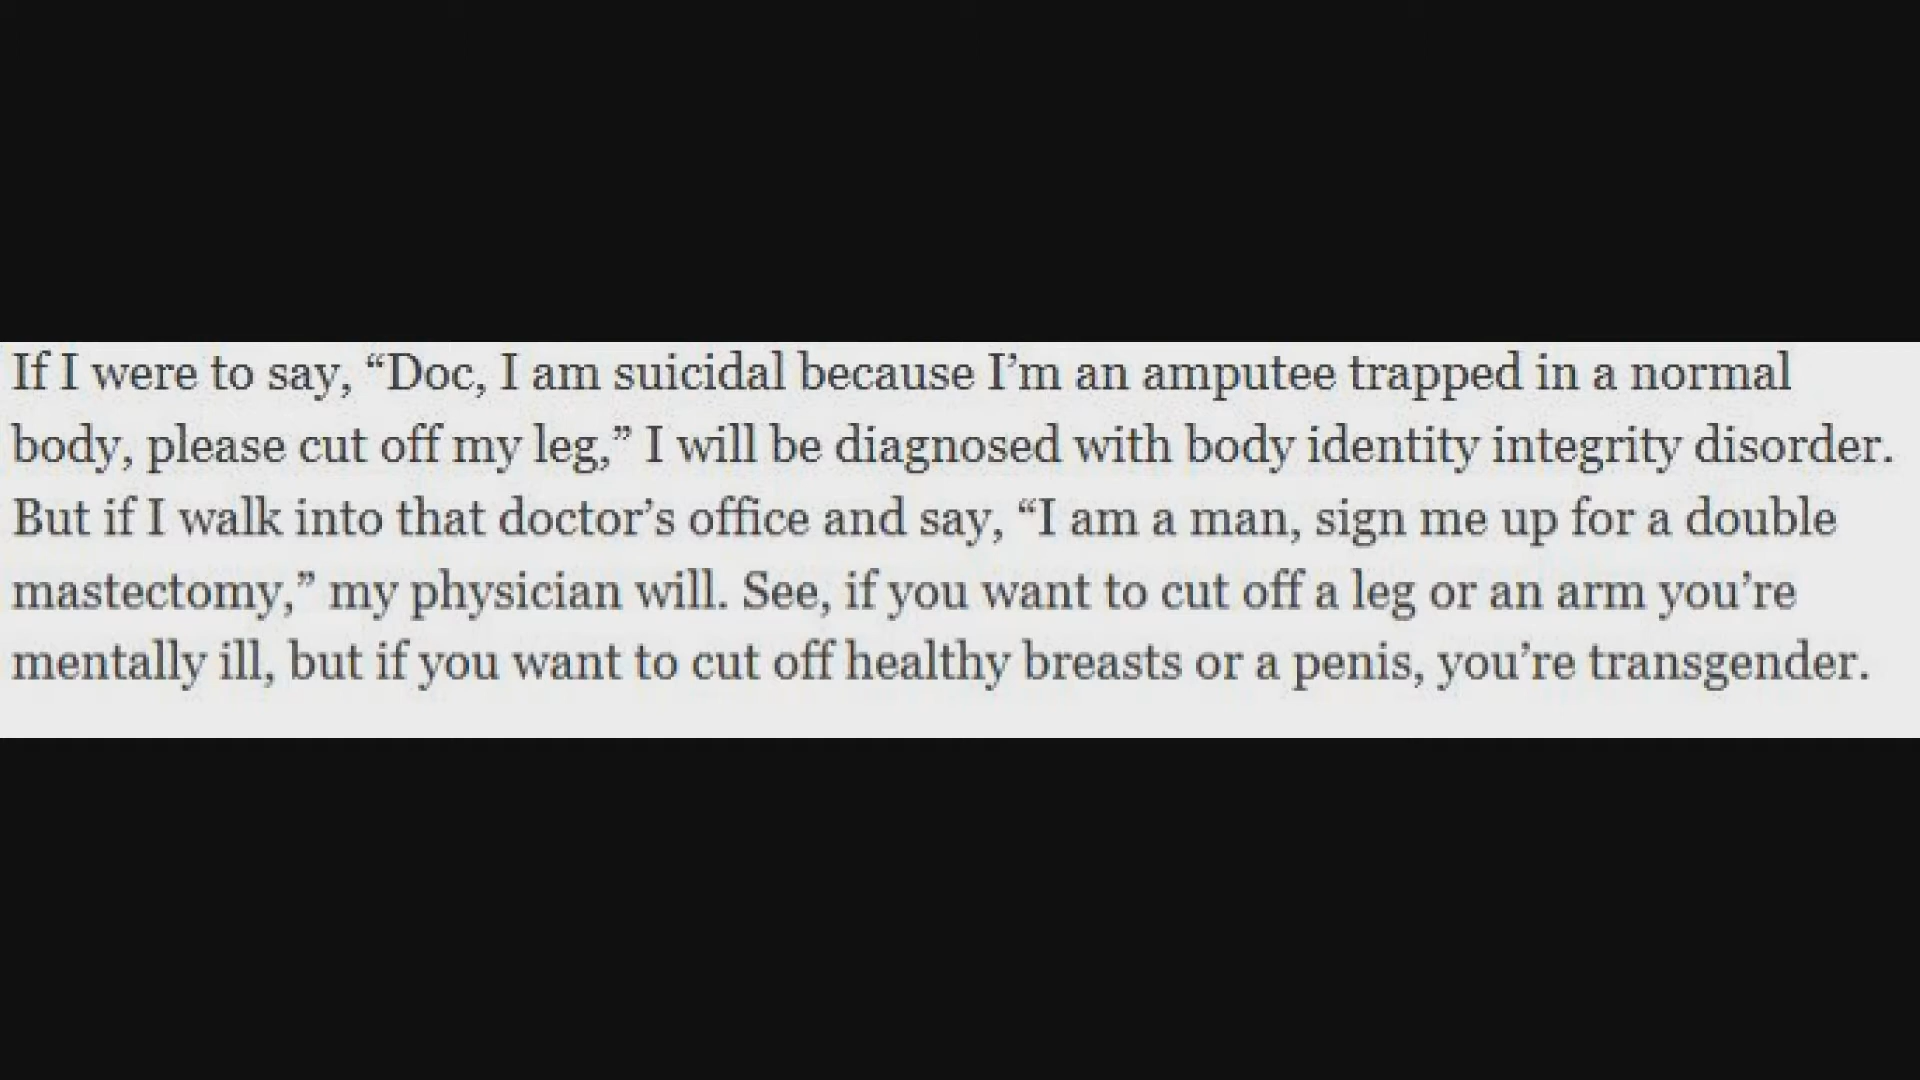 If I were to say, “Doc, I am suicidal because I’m an amputee trapped in a normal
body, please cut off my leg,” I will be diagnosed with body identity integrity disorder.
But if I walk into that doctor’s office and say, “I am a man, sign me up for a double
mastectomy,” my physician will. See, if you want to cut off a leg or an arm you’re
mentally ill, but if you want to cut off healthy breasts or a penis, you’re transgender.